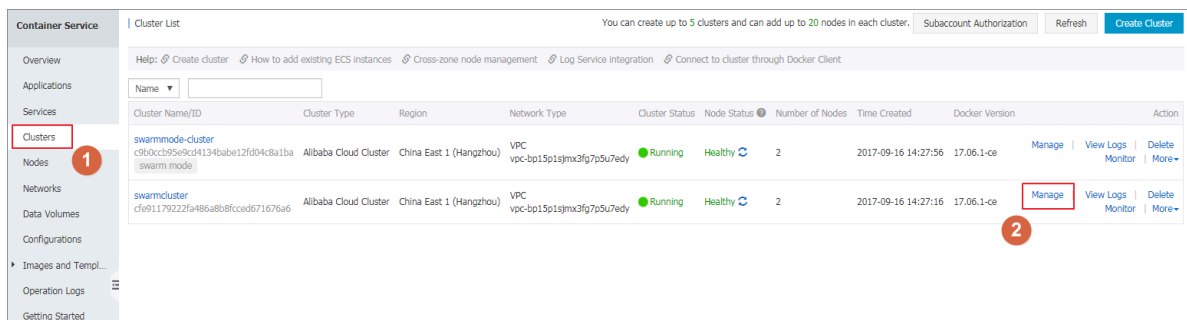 Container Service
Overview
Applications
Services
Clusters
1
Nodes
Networks
Data Volumes
Configurations
Images and Templ...
Operation Logs
Getting Started
Cluster List
You can create up to 5 clusters and can add up to 20 nodes in each cluster. Subaccount Authorization Refresh Create Cluster
Help: Create cluster How to add existing ECS instances Cross-zone node management Log Service integration Connect to cluster through Docker Client
Name
Cluster Name/ID Cluster Type Region Network Type Cluster Status Node Status Number of Nodes Time Created Docker Version Action
swarmmode-cluster
c9b0ccb95e9cd4134babe12fd04c8a1ba
swarm mode
Alibaba Cloud Cluster China East 1 (Hangzhou) VPC
vpc-bp15p1sjmx3fg7p5u7edy
Running Healthy 2 2017-09-16 14:27:56 17.06.1-ce Manage | View Logs | Delete
Monitor | More
swarmcluster
cfe91179222fa486a8b8fcced671676a6
Alibaba Cloud Cluster China East 1 (Hangzhou) VPC
vpc-bp15p1sjmx3fg7p5u7edy
Running Healthy 2 2017-09-16 14:27:16 17.06.1-ce Manage | View Logs | Delete
Monitor | More
2